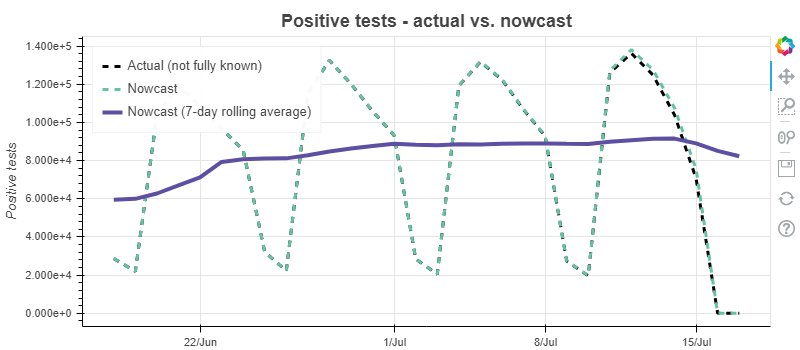 Positive tests - actual vs. nowcast
1.400e+5
1.200e+5
1.000e+5
8.000e+4
6.000e+4
4.000e+4
2.000e+4
0.000e+0
Positive tests
Actual (not fully known)
Nowcast
Nowcast (7-day rolling average)
22/Jun
1/Jul
8/Jul
15/Jul